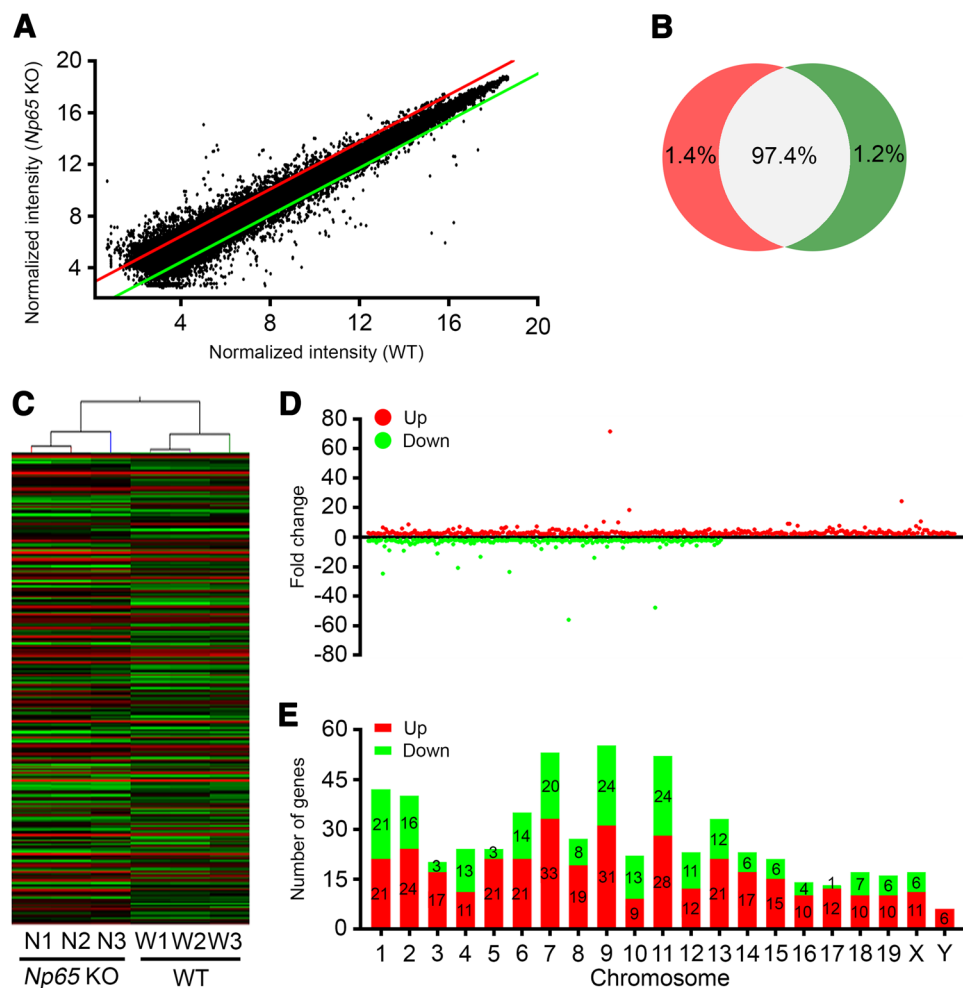 A
Normalized intensity (Np65 KO)
20
16
12
8
4
4 8 12 16 20
Normalized intensity (WT)
B
1.4% 97.4% 1.2%
C
N1 N2 N3 W1 W2 W3
Np65 KO WT
D
Fold change
80
60
40
20
0
-20
-40
-60
-80
Up
Down
E
Number of genes
60
45
30
15
0
Up
Down
21 16 3 13 3 14 20 8 24 13 24 11 12 6 6 4 1 7 6 6
21 24 17 11 21 21 33 19 31 9 28 12 21 17 15 10 12 10 10 11 6
1 2 3 4 5 6 7 8 9 10 11 12 13 14 15 16 17 18 19 X Y
Chromosome